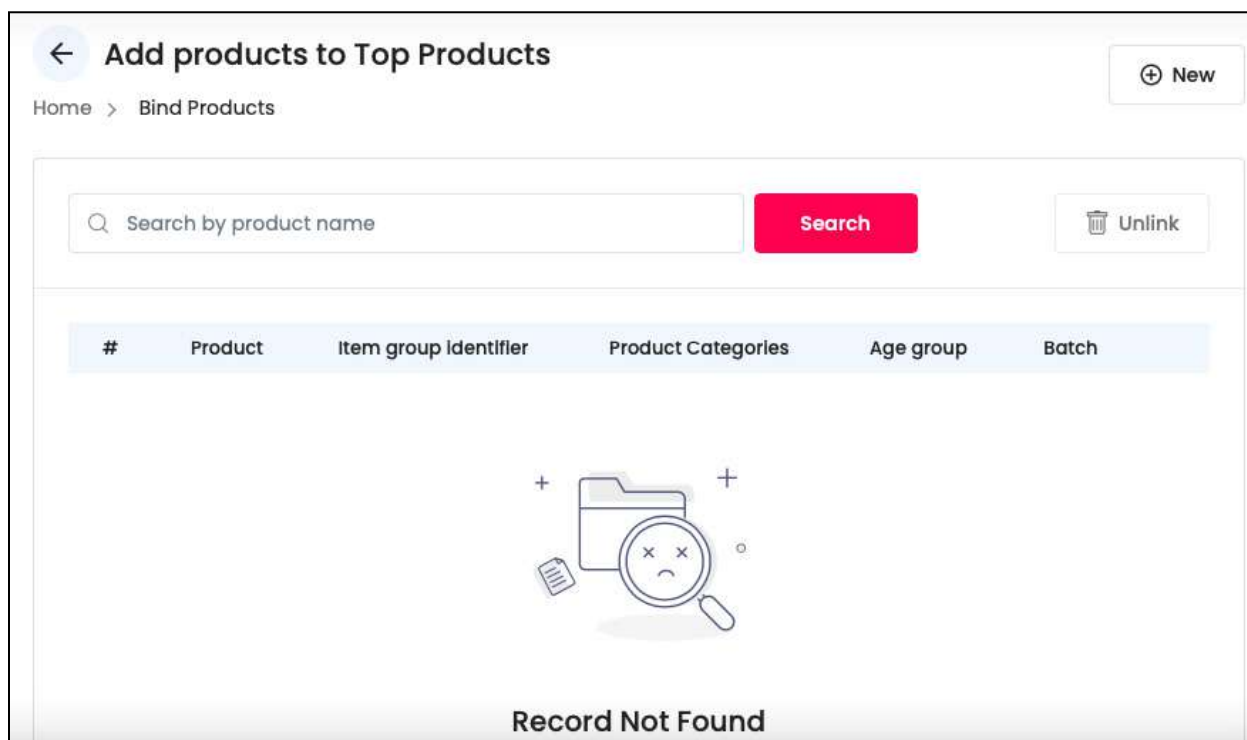 Add products to Top Products
New
Home > Bind Products
Search by product name
Search
Unlink
# Product Item group identifier Product Categories Age group Batch
Record Not Found